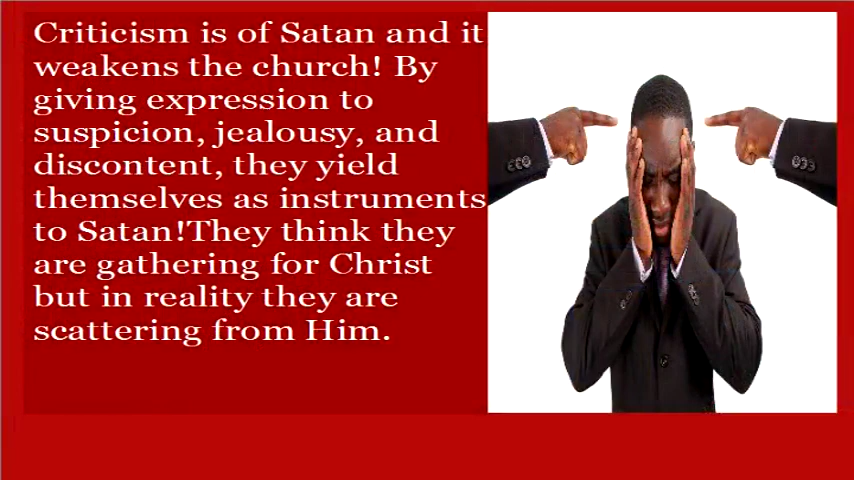 Criticism is of Satan and it
weakens the church! By
giving expression to
suspicion, jealousy, and
discontent, they yield
themselves as instruments
to Satan!They think they
are gathering for Christ
but in reality they are
scattering from Him.